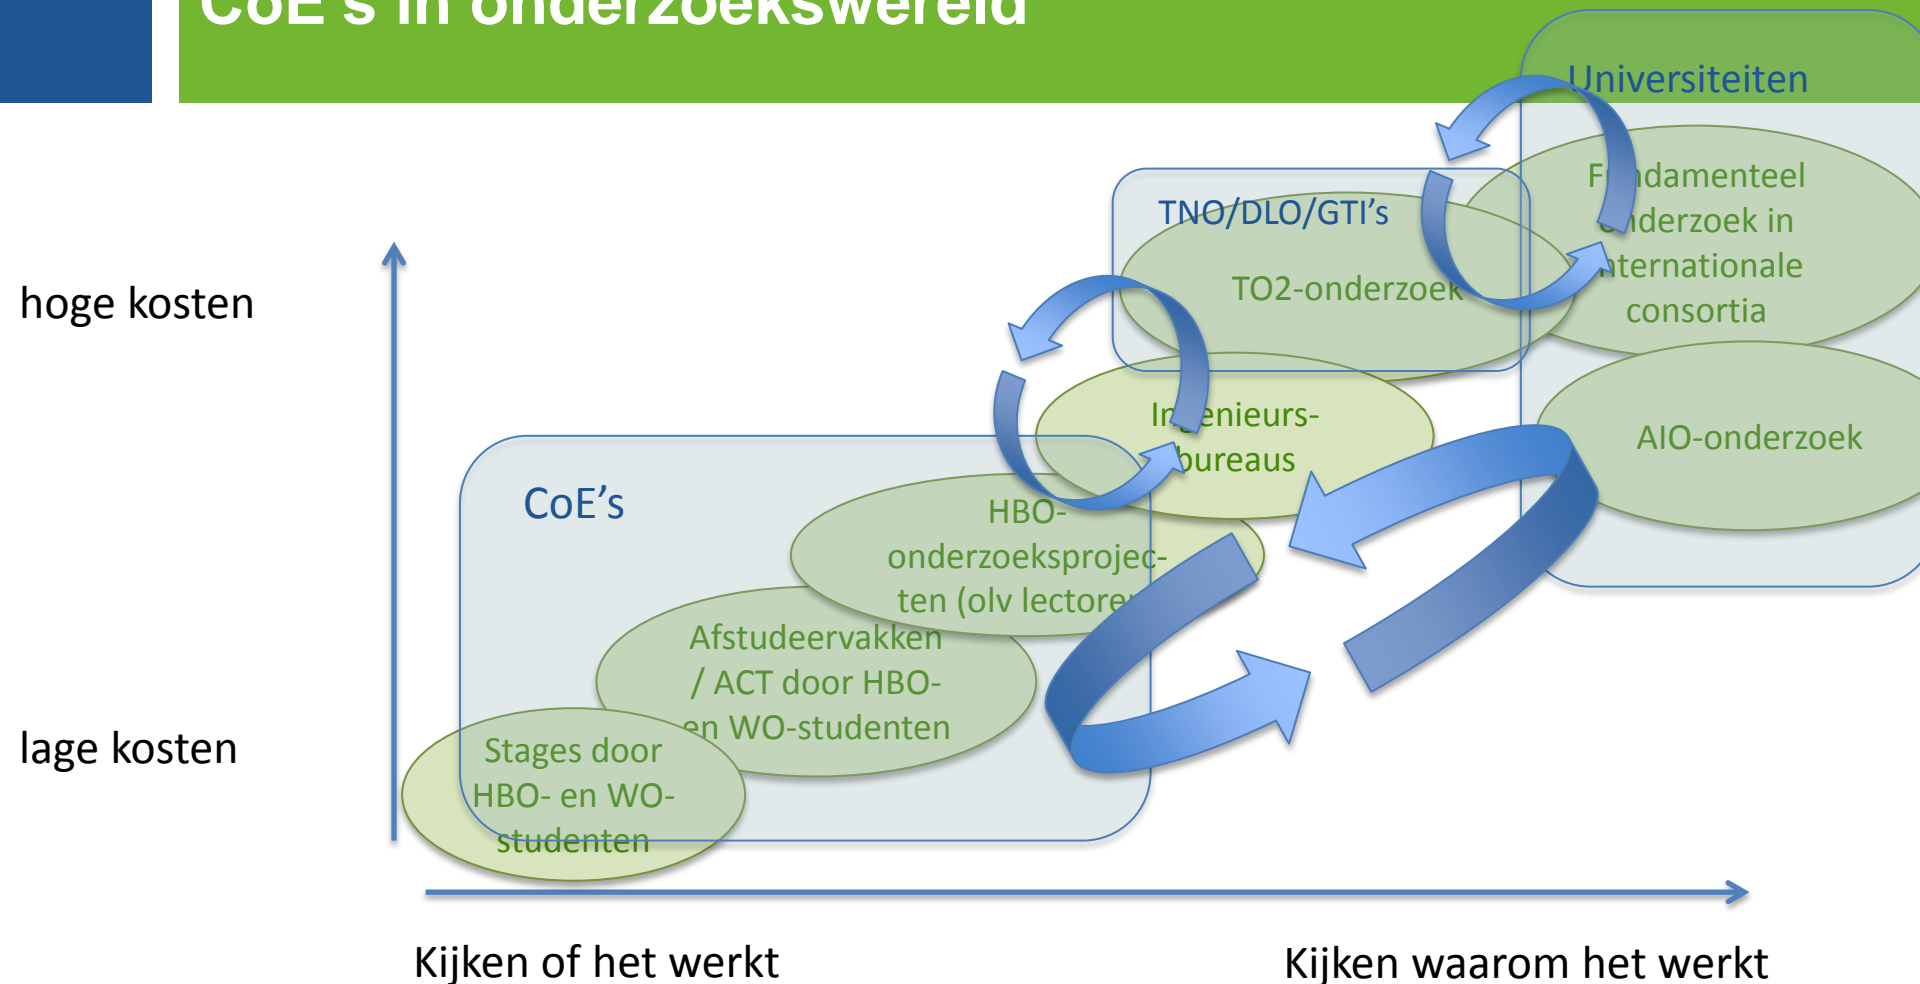 CoE's in onderzoekswereld
Universiteiten
Fundamenteel
onderzoek in
internationale
consortia
TNO/DLO/GTI’s
TO2-onderzoek
hoge kosten
Ingenieurs-
bureaus
AIO-onderzoek
CoE’s
HBO-
onderzoeksprojec-
ten (olv lectoren
Afstudeervakken
/ ACT door HBO-
en WO-studenten
lage kosten
Stages door
HBO- en WO-
studenten
Kijken of het werkt
Kijken waarom het werkt